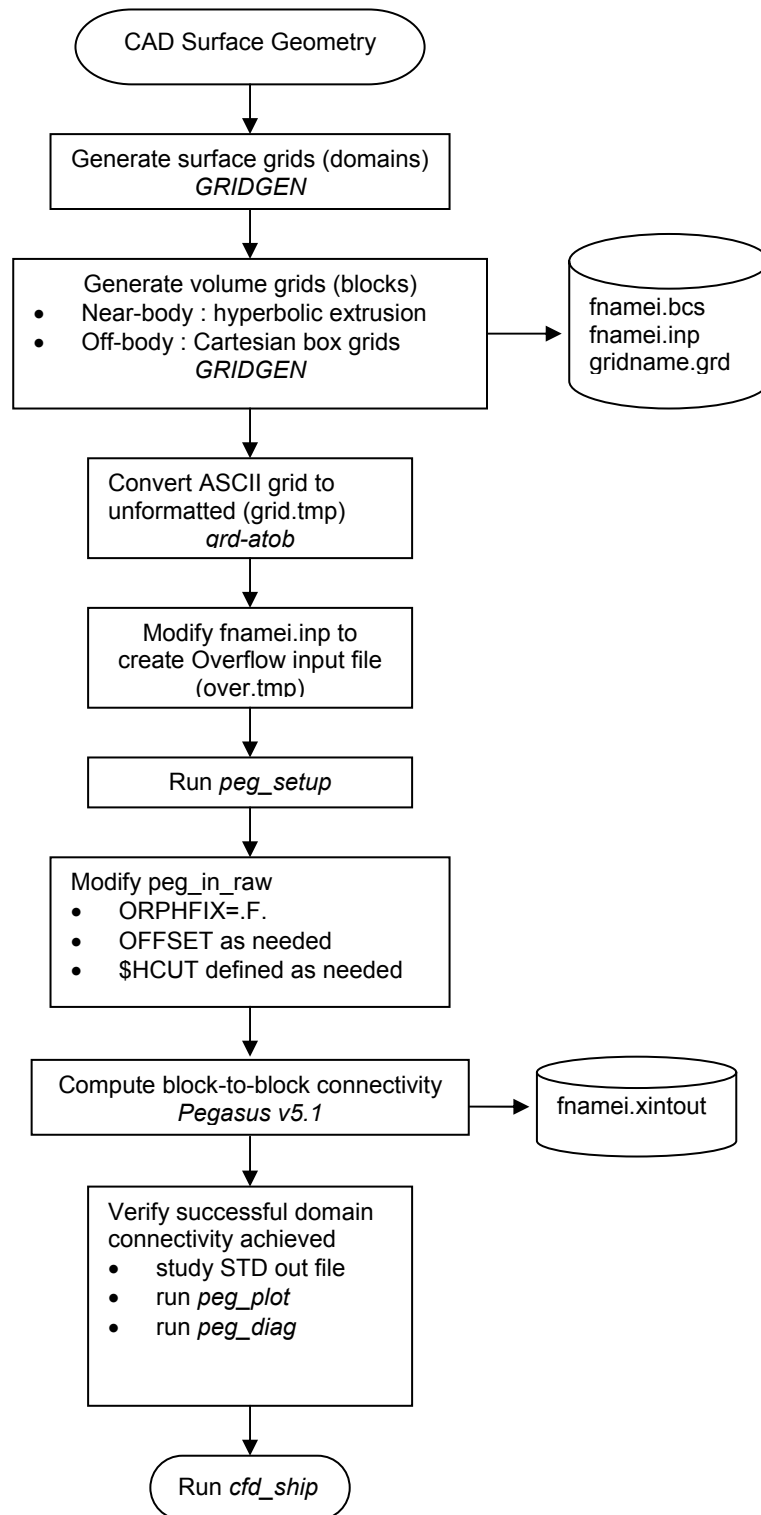 CAD Surface Geometry
Generate surface grids (domains)
GRIDGEN
Generate volume grids (blocks)
• Near-body : hyperbolic extrusion
• Off-body : Cartesian box grids
GRIDGEN
fnamei.bcs
fnamei.inp
gridname.grd
Convert ASCII grid to
unformatted (grid.tmp)
grd-atob
Modify fnamei.inp to
create Overflow input file
(over.tmp)
Run peg_setup
Modify peg_in_raw
• ORPHFIX=.F.
• OFFSET as needed
• $HCUT defined as needed
Compute block-to-block connectivity
Pegasus v5.1
fnamei.xintout
Verify successful domain
connectivity achieved
• study STD out file
• run peg_plot
• run peg_diag
Run cfd_ship